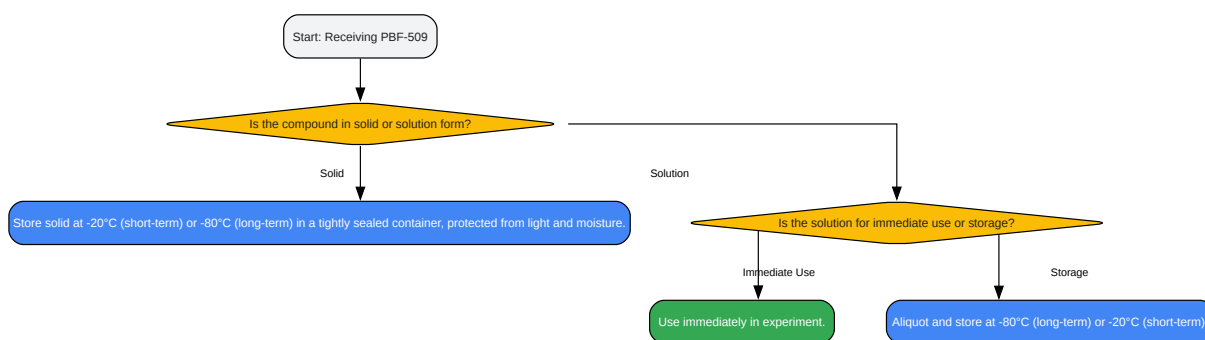 Start: Receiving PBF-509
Is the compound in solid or solution form?
Solid
Solution
Store solid at -20°C (short-term) or -80°C (long-term) in a tightly sealed container, protected from light and moisture.
Is the solution for immediate use or storage?
Immediate Use
Storage
Use immediately in experiment.
Aliquot and store at -80°C (long-term) or -20°C (short-term)